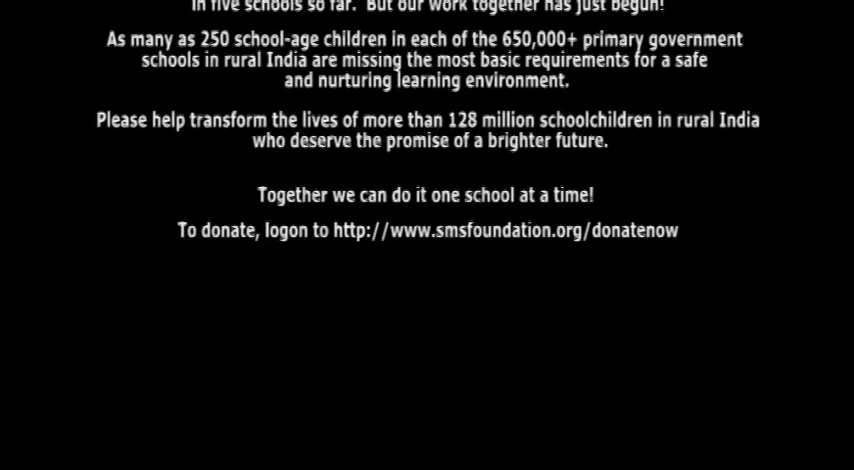 in five schools so far. But our work together has just begun!
As many as 250 school-age children in each of the 650,000+ primary government
schools in rural India are missing the most basic requirements for a safe
and nurturing learning environment.
Please help transform the lives of more than 128 million schoolchildren in rural India
who deserve the promise of a brighter future.
Together we can do it one school at a time!
To donate, logon to http://www.smsfoundation.org/donatenow